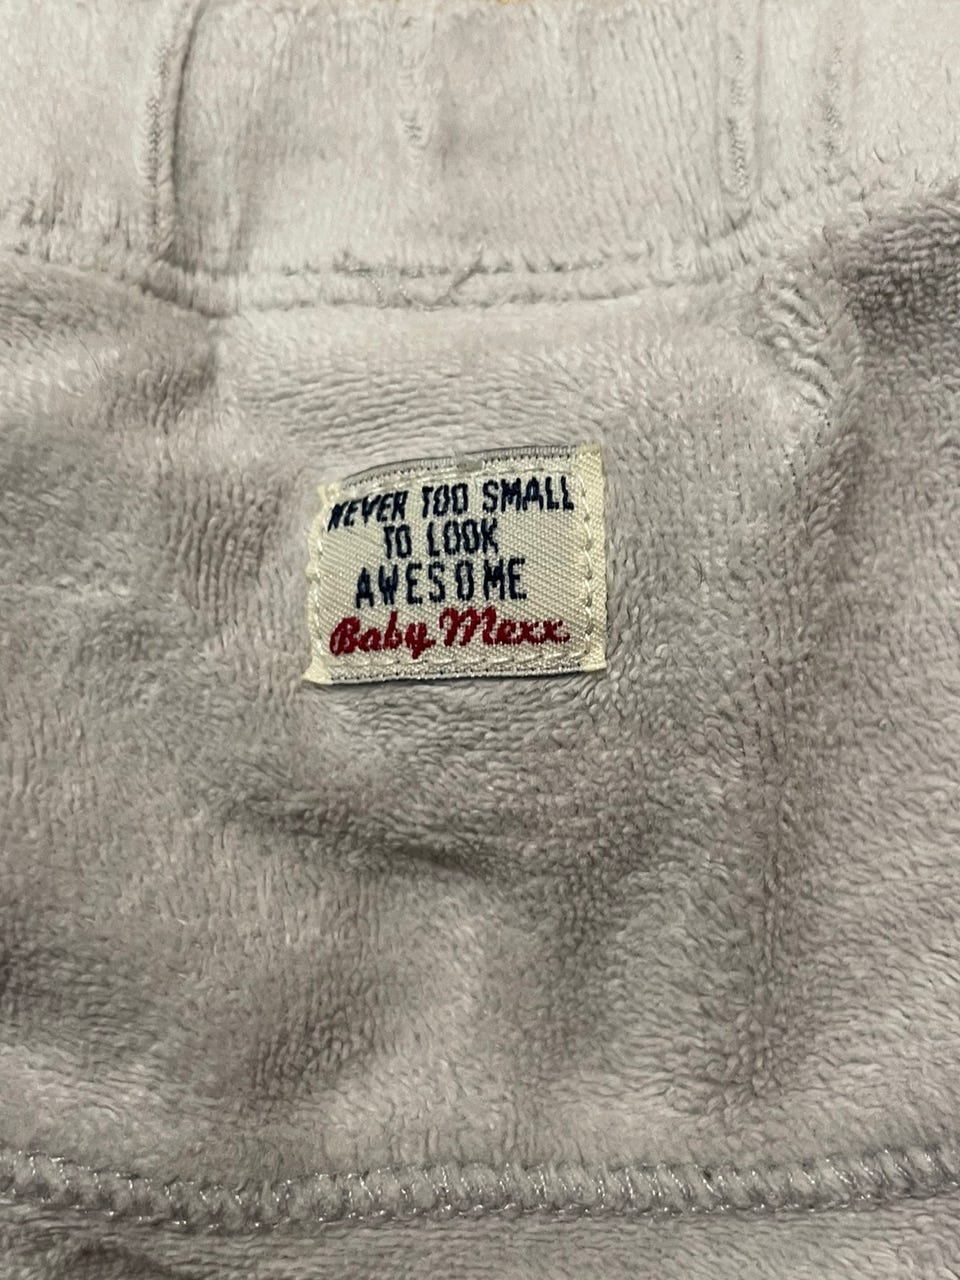 NEVER TOO SMALL
TO LOOK
AWESOME
Baby Mexx